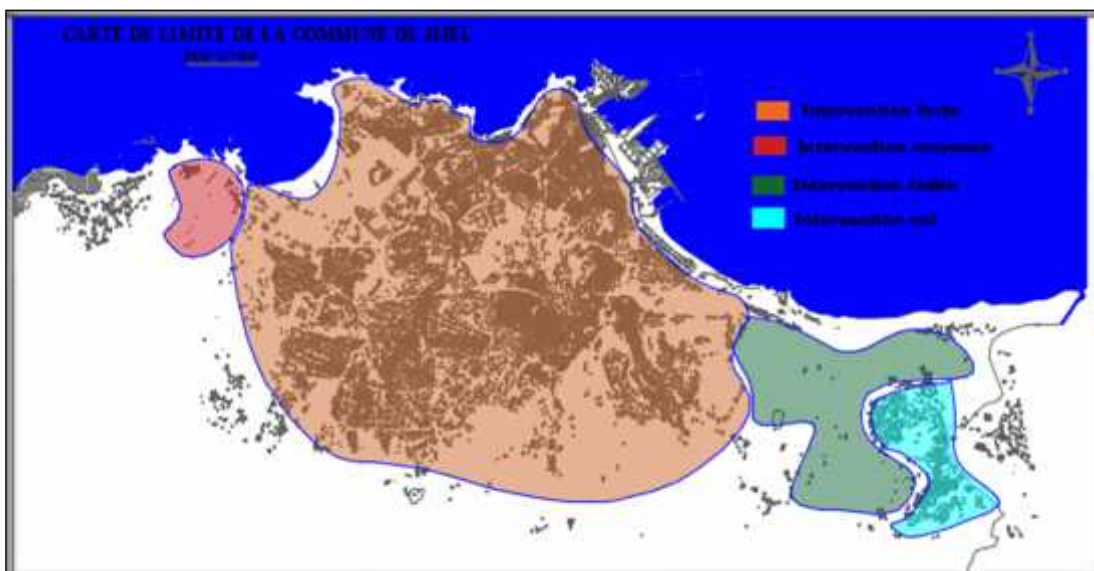 CARTE DE LIMITE DE LA COMMUNE DE JIJEL
Intervention forte
Intervention moyenne
Intervention faible
Intervention nul